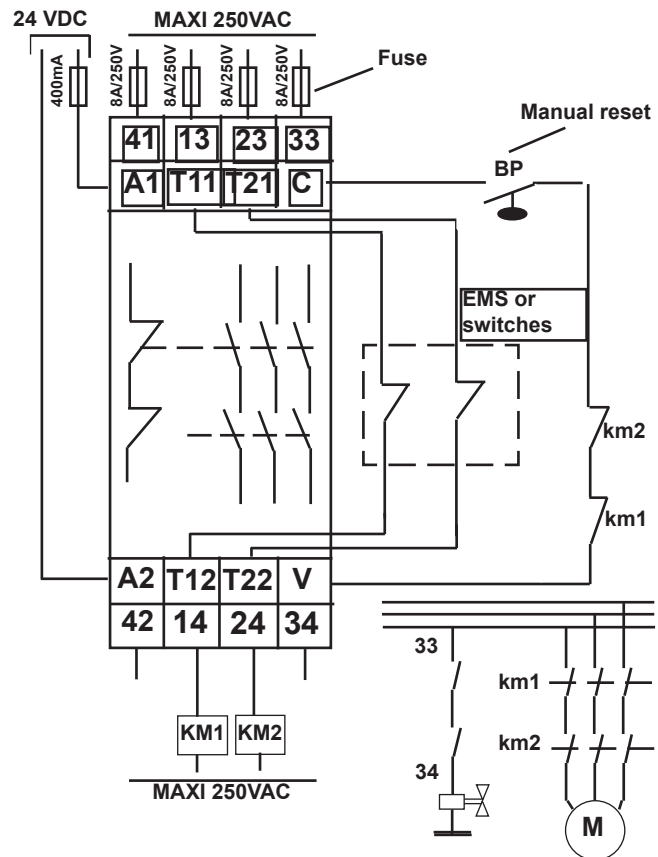 24 VDC
MAXI 250VAC
400mA
8A/250V
8A/250V
8A/250V
8A/250V
Fuse
Manual reset
41 13 23 33
A1 T11 T21 C
BP
EMS or
switches
km2
km1
A2 T12 T22 V
42 14 24 34
KM1 KM2
MAXI 250VAC
33
34
km1
km2
M